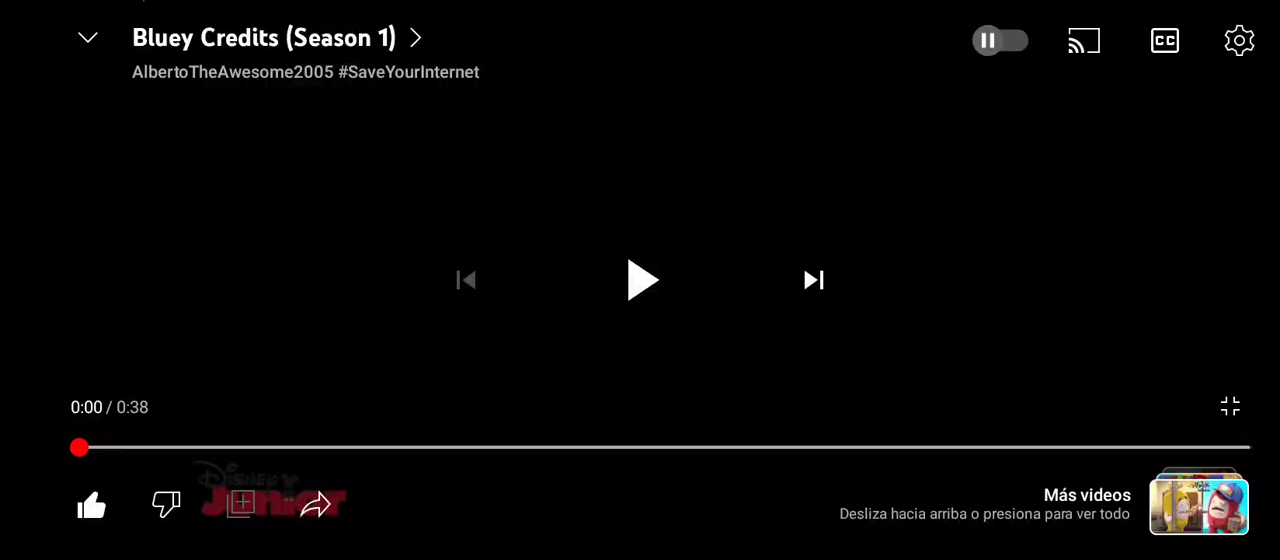 Bluey Credits (Season 1)
AlbertoTheAwesome2005 #SaveYourInternet
CC
0:00 / 0:38
Disney
Junior
Más videos
Desliza hacia arriba o presiona para ver todo